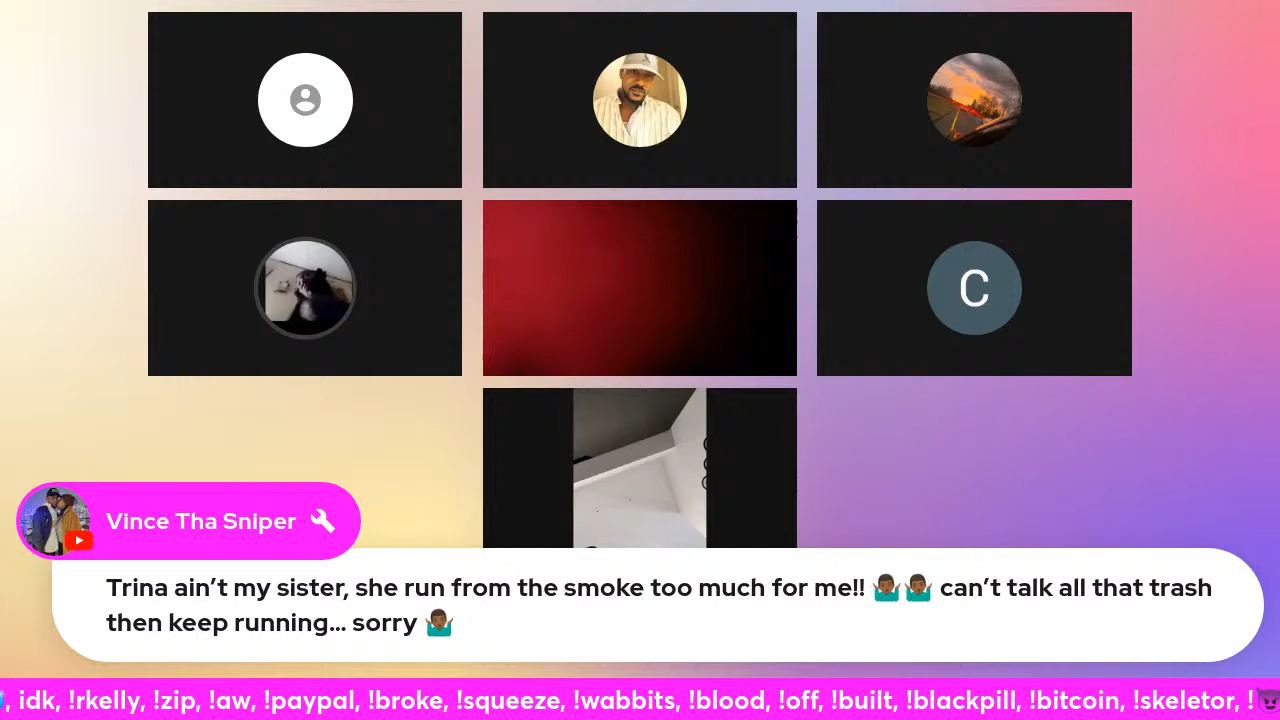 C
Vince Tha Sniper
Trina ain’t my sister, she run from the smoke too much for me!! 🤷🏾‍♂️🤷🏾‍♂️ can’t talk all that trash
then keep running... sorry 🤷🏾‍♂️
, idk, !rkelly, !zip, !aw, !paypal, !broke, !squeeze, !wabbits, !blood, !off, !built, !blackpill, !bitcoin, !skeletor, !😈